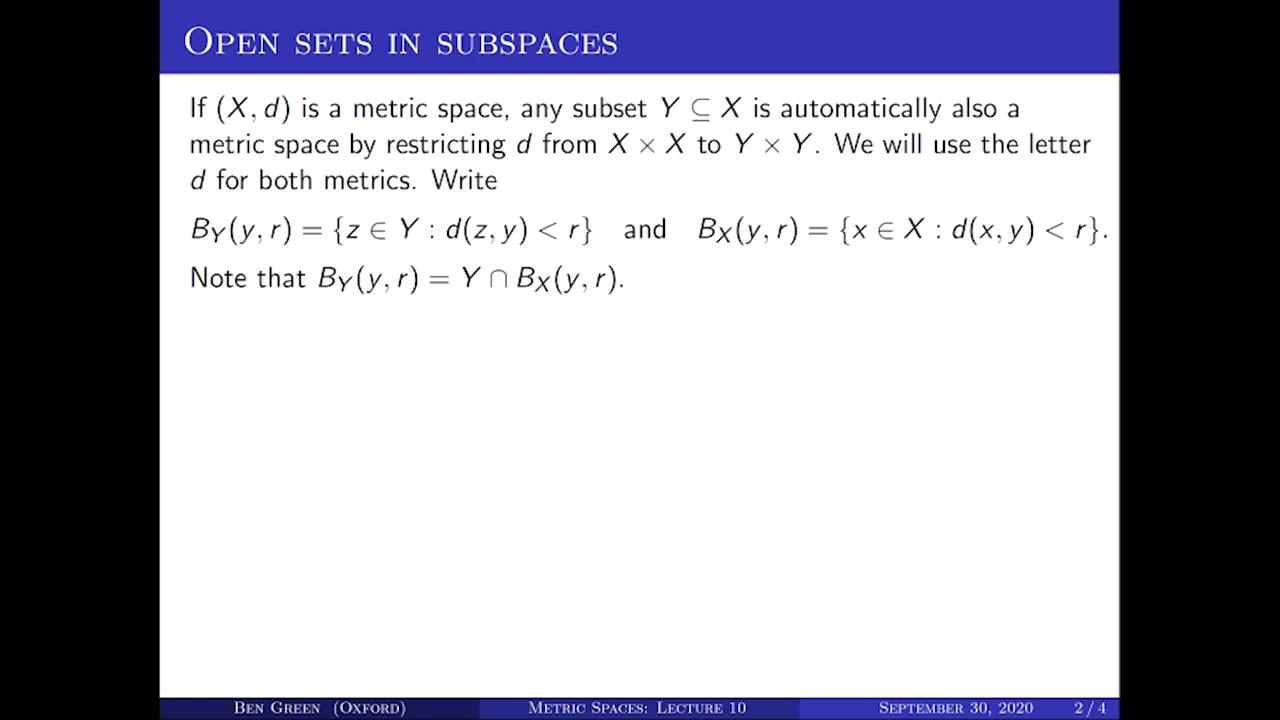 Open sets in subspaces
If (X, d) is a metric space, any subset Y ⊆ X is automatically also a
metric space by restricting d from X × X to Y × Y. We will use the letter
d for both metrics. Write
B_Y(y, r) = {z ∈ Y : d(z, y) < r} and B_X(y, r) = {x ∈ X : d(x, y) < r}.
Note that B_Y(y, r) = Y ∩ B_X(y, r).
Ben Green (Oxford) Metric Spaces: Lecture 10 September 30, 2020 2 / 4